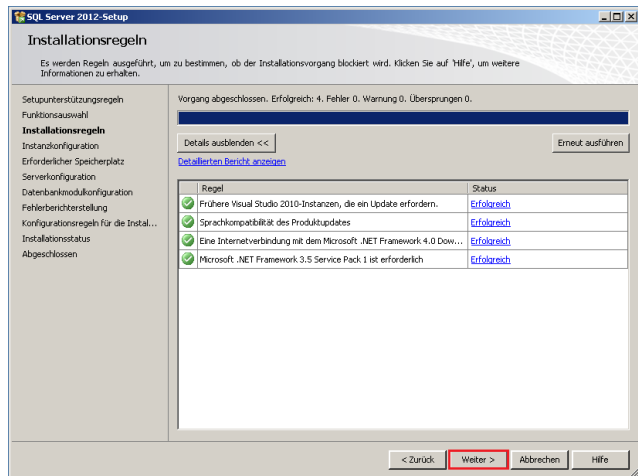 SQL Server 2012-Setup
Installationsregeln
Es werden Regeln ausgeführt, um zu bestimmen, ob der Installationsvorgang blockiert wird. Klicken Sie auf 'Hilfe', um weitere
Informationen zu erhalten.
Setupunterstützungsregeln
Funktionsauswahl
Installationsregeln
Instanzkonfiguration
Erforderlicher Speicherplatz
Serverkonfiguration
Datenbankmodulkonfiguration
Fehlerberichterstellung
Konfigurationsregeln für die Instal...
Installationsstatus
Abgeschlossen
Vorgang abgeschlossen. Erfolgreich: 4. Fehler 0. Warnung 0. Übersprungen 0.
Details ausblenden <<
Erneut ausführen
Detaillierten Bericht anzeigen
Regel Status
Frühere Visual Studio 2010-Instanzen, die ein Update erfordern. Erfolgreich
Sprachkompatibilität des Produktupdates Erfolgreich
Eine Internetverbindung mit dem Microsoft .NET Framework 4.0 Dow... Erfolgreich
Microsoft .NET Framework 3.5 Service Pack 1 ist erforderlich Erfolgreich
< Zurück Weiter > Abbrechen Hilfe